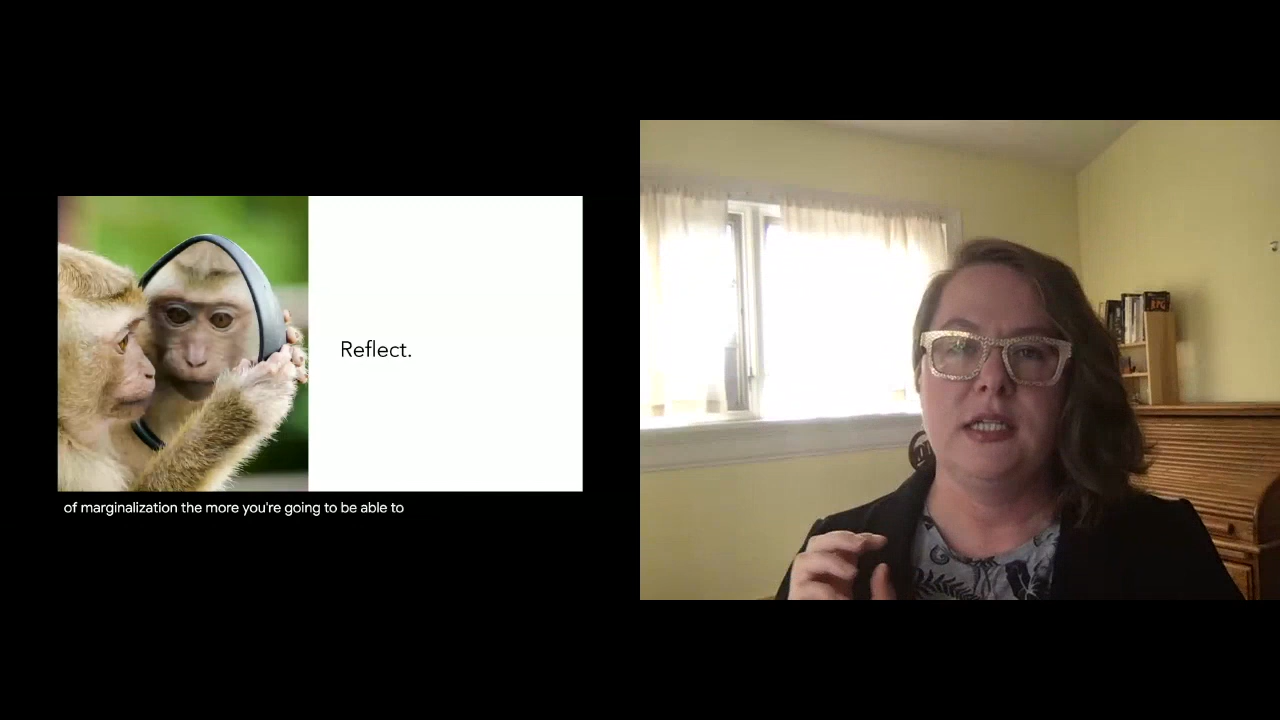 Reflect.
of marginalization the more you're going to be able to